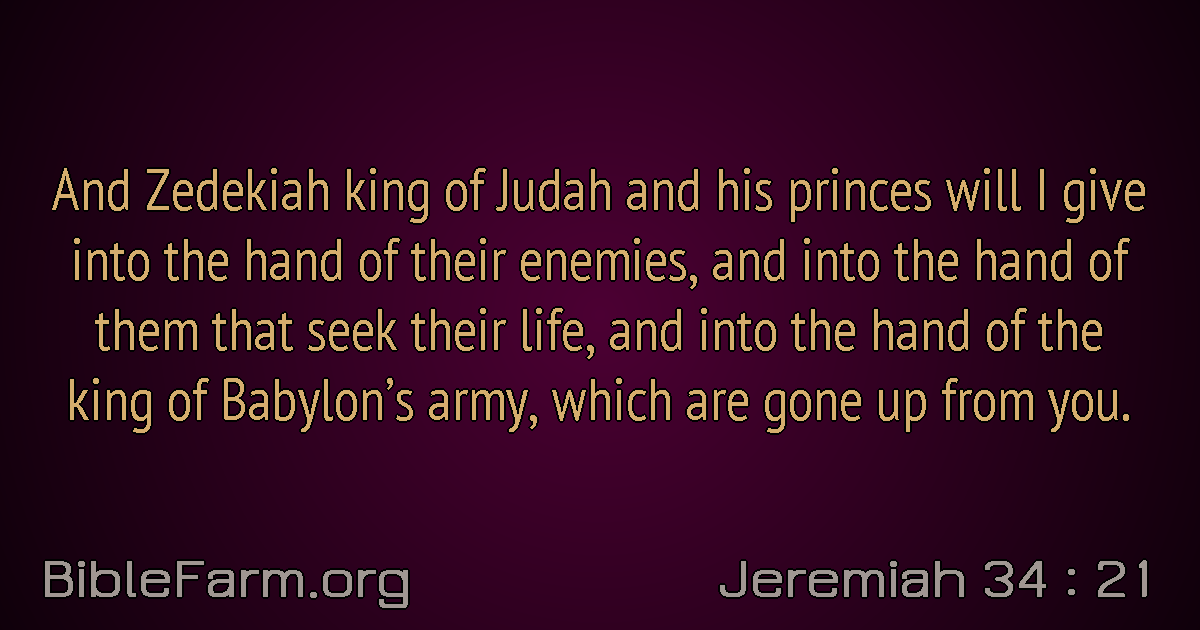 And Zedekiah king of Judah and his princes will I give
into the hand of their enemies, and into the hand of
them that seek their life, and into the hand of the
king of Babylon’s army, which are gone up from you.
BibleFarm.org
Jeremiah 34 : 21